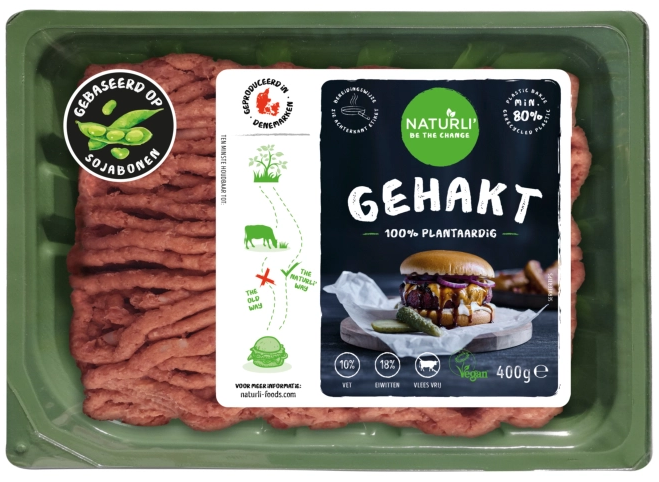 GEBASEERD OP
SOJABONEN
TEN MINSTE HOUDBAAR TOT:
GEPRODUCEERD IN
DENEMARKEN
THE OLD WAY
THE NATURLI' WAY
VOOR MEER INFORMATIE:
naturli-foods.com
BEREIDINGSWIJZE
ZIE ACHTERKANT ETIKET
NATURLI'
BE THE CHANGE
PLASTIC BAKJE
MIN.
80%
GERECYCLED PLASTIC
GEHAKT
100% PLANTAARDIG
10%
VET
18%
EIWITTEN
VLEES VRIJ
Vegan
400g e